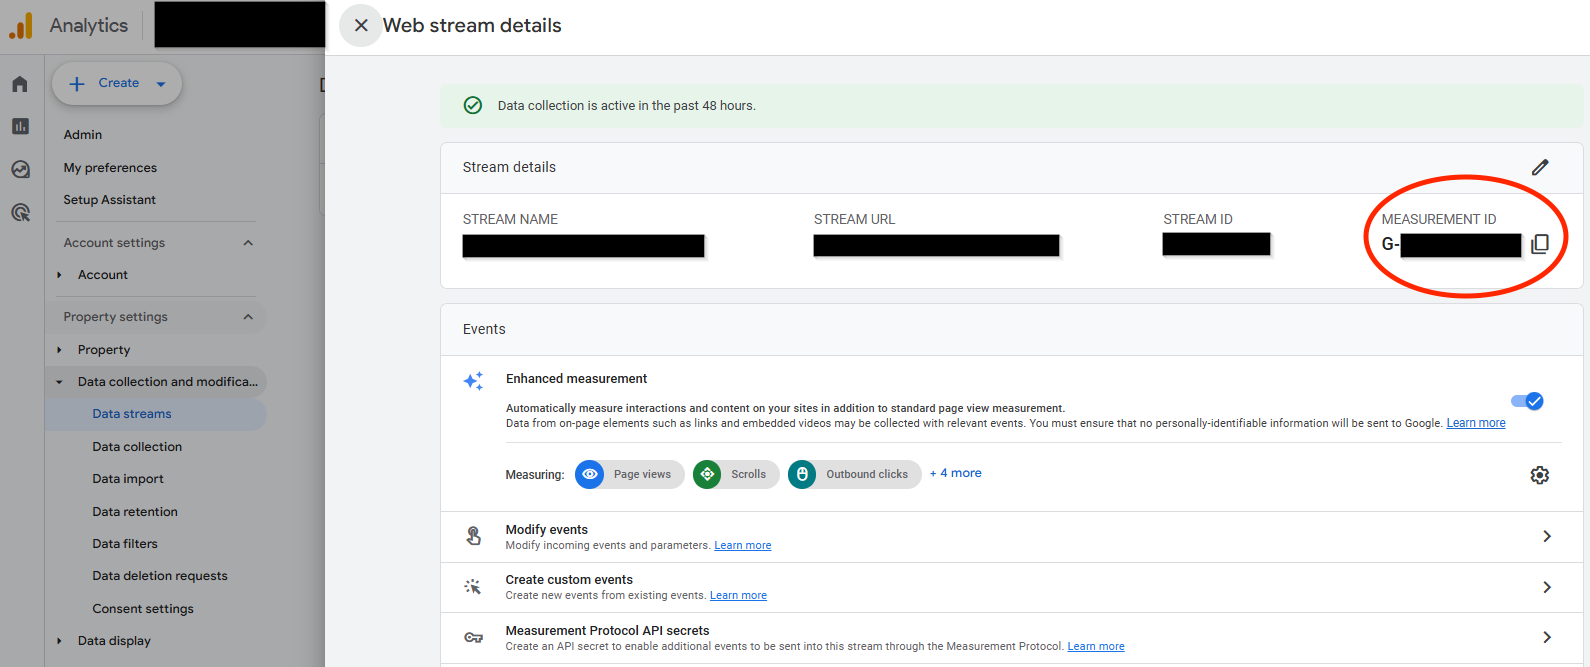 Analytics
Web stream details
Create
Admin
My preferences
Setup Assistant
Account settings
Account
Property settings
Property
Data collection and modifica...
Data streams
Data collection
Data import
Data retention
Data filters
Data deletion requests
Consent settings
Data display
Data collection is active in the past 48 hours.
Stream details
STREAM NAME
STREAM URL
STREAM ID
MEASUREMENT ID
G-
Events
Enhanced measurement
Automatically measure interactions and content on your sites in addition to standard page view measurement.
Data from on-page elements such as links and embedded videos may be collected with relevant events. You must ensure that no personally-identifiable information will be sent to Google. Learn more
Measuring: Page views Scrolls Outbound clicks + 4 more
Modify events
Modify incoming events and parameters. Learn more
Create custom events
Create new events from existing events. Learn more
Measurement Protocol API secrets
Create an API secret to enable additional events to be sent into this stream through the Measurement Protocol. Learn more